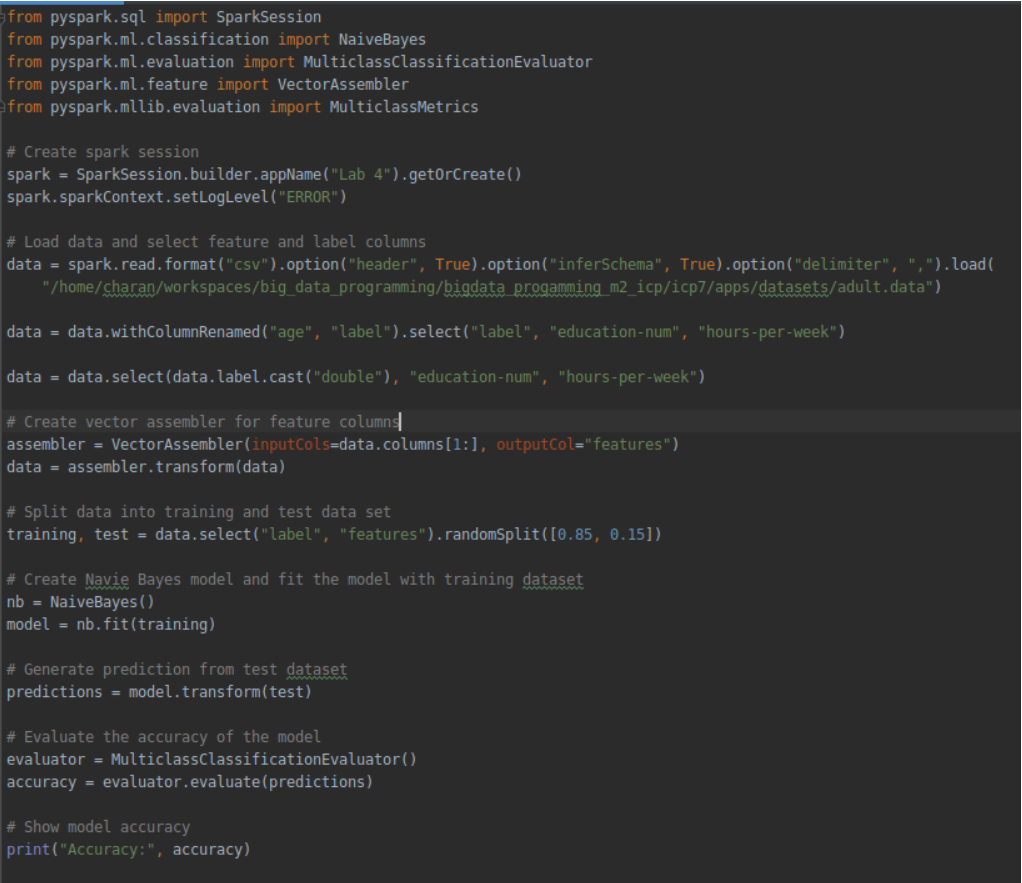 from pyspark.sql import SparkSession
from pyspark.ml.classification import NaiveBayes
from pyspark.ml.evaluation import MulticlassClassificationEvaluator
from pyspark.ml.feature import VectorAssembler
from pyspark.mllib.evaluation import MulticlassMetrics
# Create spark session
spark = SparkSession.builder.appName("Lab 4").getOrCreate()
spark.sparkContext.setLogLevel("ERROR")
# Load data and select feature and label columns
data = spark.read.format("csv").option("header", True).option("inferSchema", True).option("delimiter", ",").load(
"/home/charan/workspaces/big_data_programming/bigdata_progamming_m2_icp/icp7/apps/datasets/adult.data")
data = data.withColumnRenamed("age", "label").select("label", "education-num", "hours-per-week")
data = data.select(data.label.cast("double"), "education-num", "hours-per-week")
# Create vector assembler for feature columns
assembler = VectorAssembler(inputCols=data.columns[1:], outputCol="features")
data = assembler.transform(data)
# Split data into training and test data set
training, test = data.select("label", "features").randomSplit([0.85, 0.15])
# Create Navie Bayes model and fit the model with training dataset
nb = NaiveBayes()
model = nb.fit(training)
# Generate prediction from test dataset
predictions = model.transform(test)
# Evaluate the accuracy of the model
evaluator = MulticlassClassificationEvaluator()
accuracy = evaluator.evaluate(predictions)
# Show model accuracy
print("Accuracy:", accuracy)